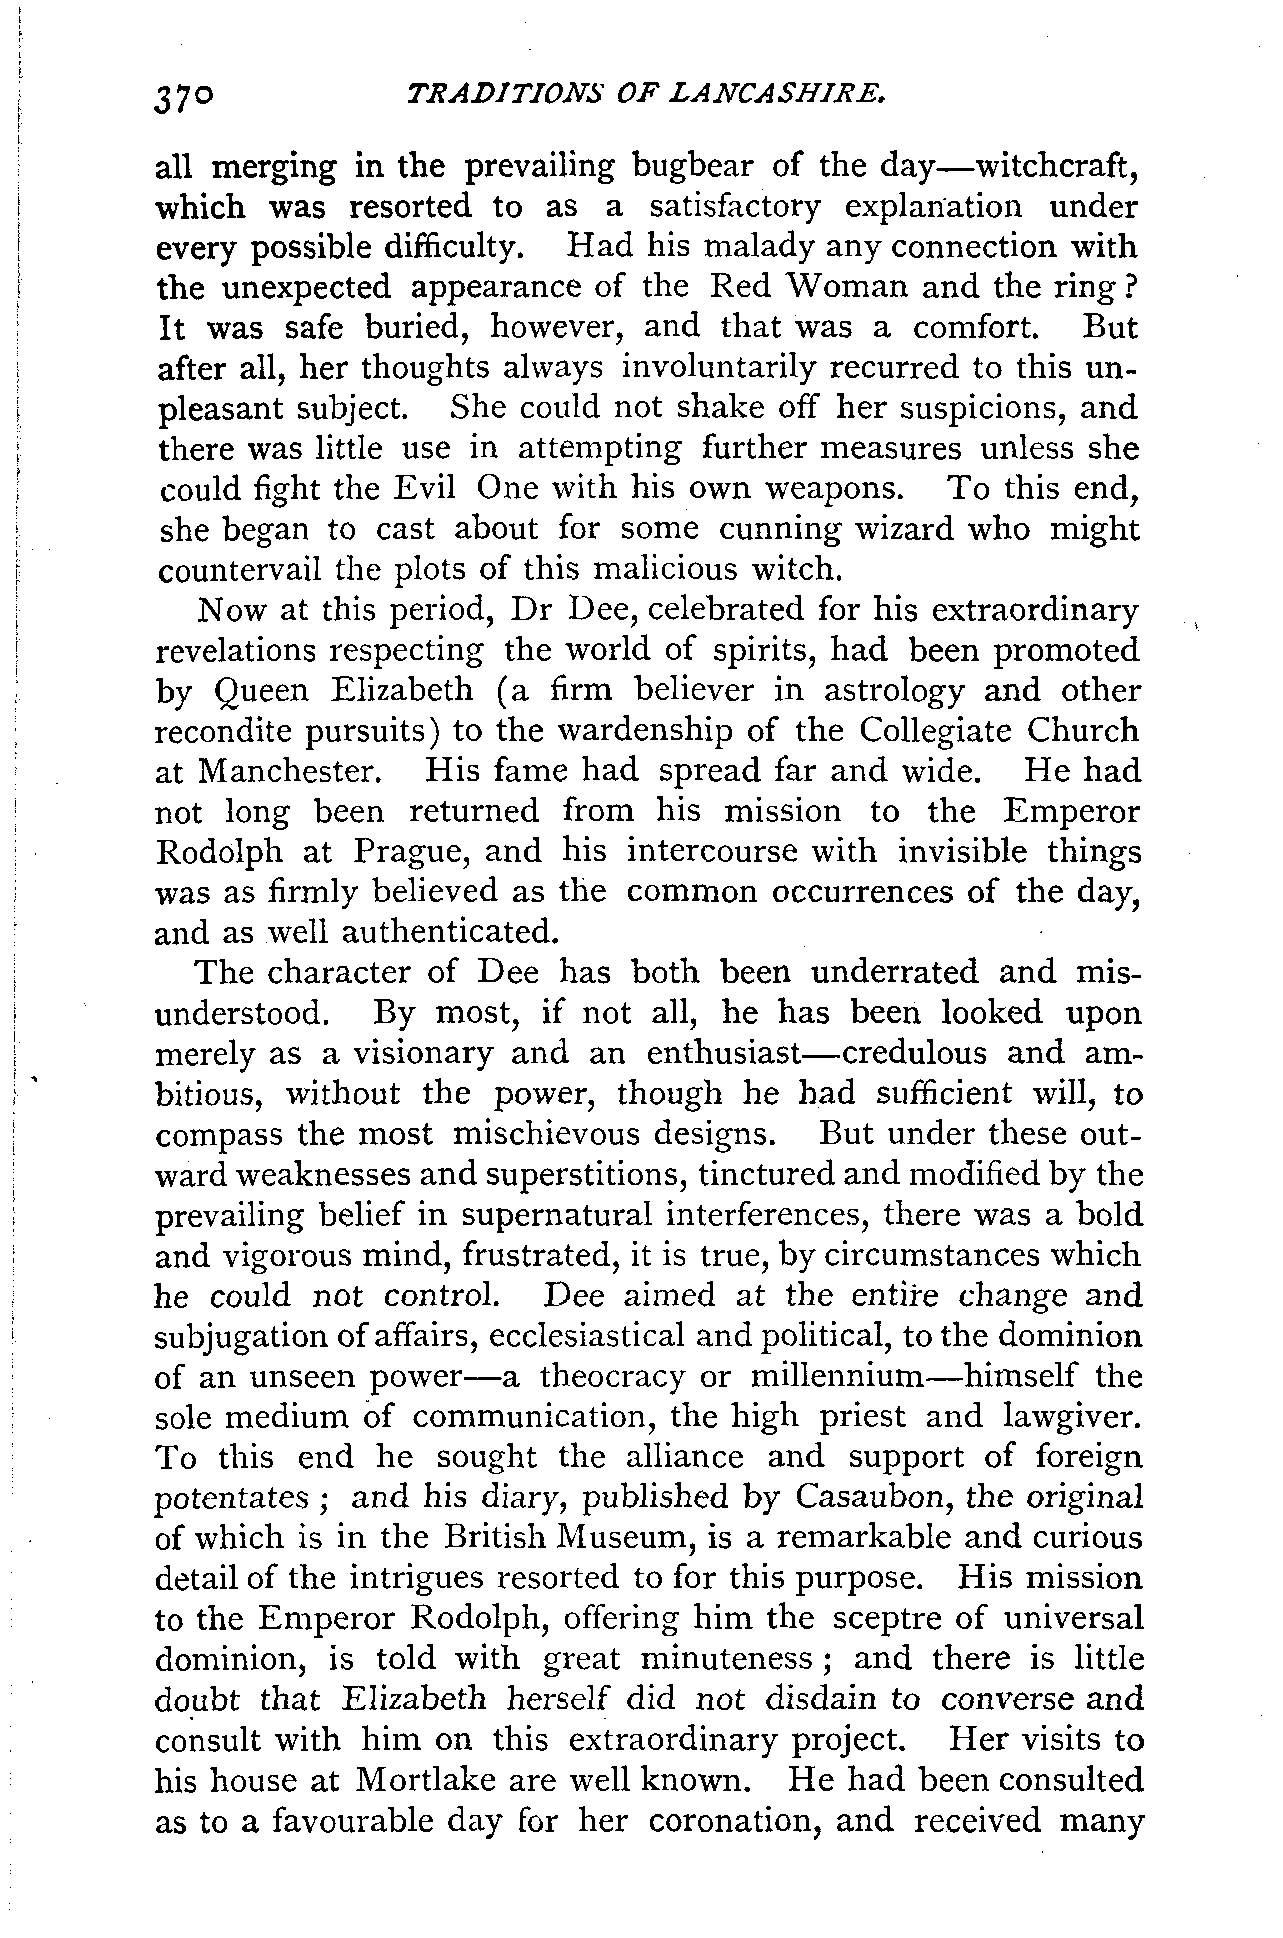 370 TRADITIONS OF LANCASHIRE.
all merging in the prevailing bugbear of the day—witchcraft,
which was resorted to as a satisfactory explanation under
every possible difficulty. Had his malady any connection with
the unexpected appearance of the Red Woman and the ring ?
It was safe buried, however, and that was a comfort. But
after all, her thoughts always involuntarily recurred to this un-
pleasant subject. She could not shake off her suspicions, and
there was little use in attempting further measures unless she
could fight the Evil One with his own weapons. To this end,
she began to cast about for some cunning wizard who might
countervail the plots of this malicious witch.
Now at this period, Dr Dee, celebrated for his extraordinary
revelations respecting the world of spirits, had been promoted
by Queen Elizabeth (a firm believer in astrology and other
recondite pursuits) to the wardenship of the Collegiate Church
at Manchester. His fame had spread far and wide. He had
not long been returned from his mission to the Emperor
Rodolph at Prague, and his intercourse with invisible things
was as firmly believed as the common occurrences of the day,
and as well authenticated.
The character of Dee has both been underrated and mis-
understood. By most, if not all, he has been looked upon
merely as a visionary and an enthusiast—credulous and am-
bitious, without the power, though he had sufficient will, to
compass the most mischievous designs. But under these out-
ward weaknesses and superstitions, tinctured and modified by the
prevailing belief in supernatural interferences, there was a bold
and vigorous mind, frustrated, it is true, by circumstances which
he could not control. Dee aimed at the entire change and
subjugation of affairs, ecclesiastical and political, to the dominion
of an unseen power—a theocracy or millennium—himself the
sole medium of communication, the high priest and lawgiver.
To this end he sought the alliance and support of foreign
potentates ; and his diary, published by Casaubon, the original
of which is in the British Museum, is a remarkable and curious
detail of the intrigues resorted to for this purpose. His mission
to the Emperor Rodolph, offering him the sceptre of universal
dominion, is told with great minuteness ; and there is little
doubt that Elizabeth herself did not disdain to converse and
consult with him on this extraordinary project. Her visits to
his house at Mortlake are well known. He had been consulted
as to a favourable day for her coronation, and received many